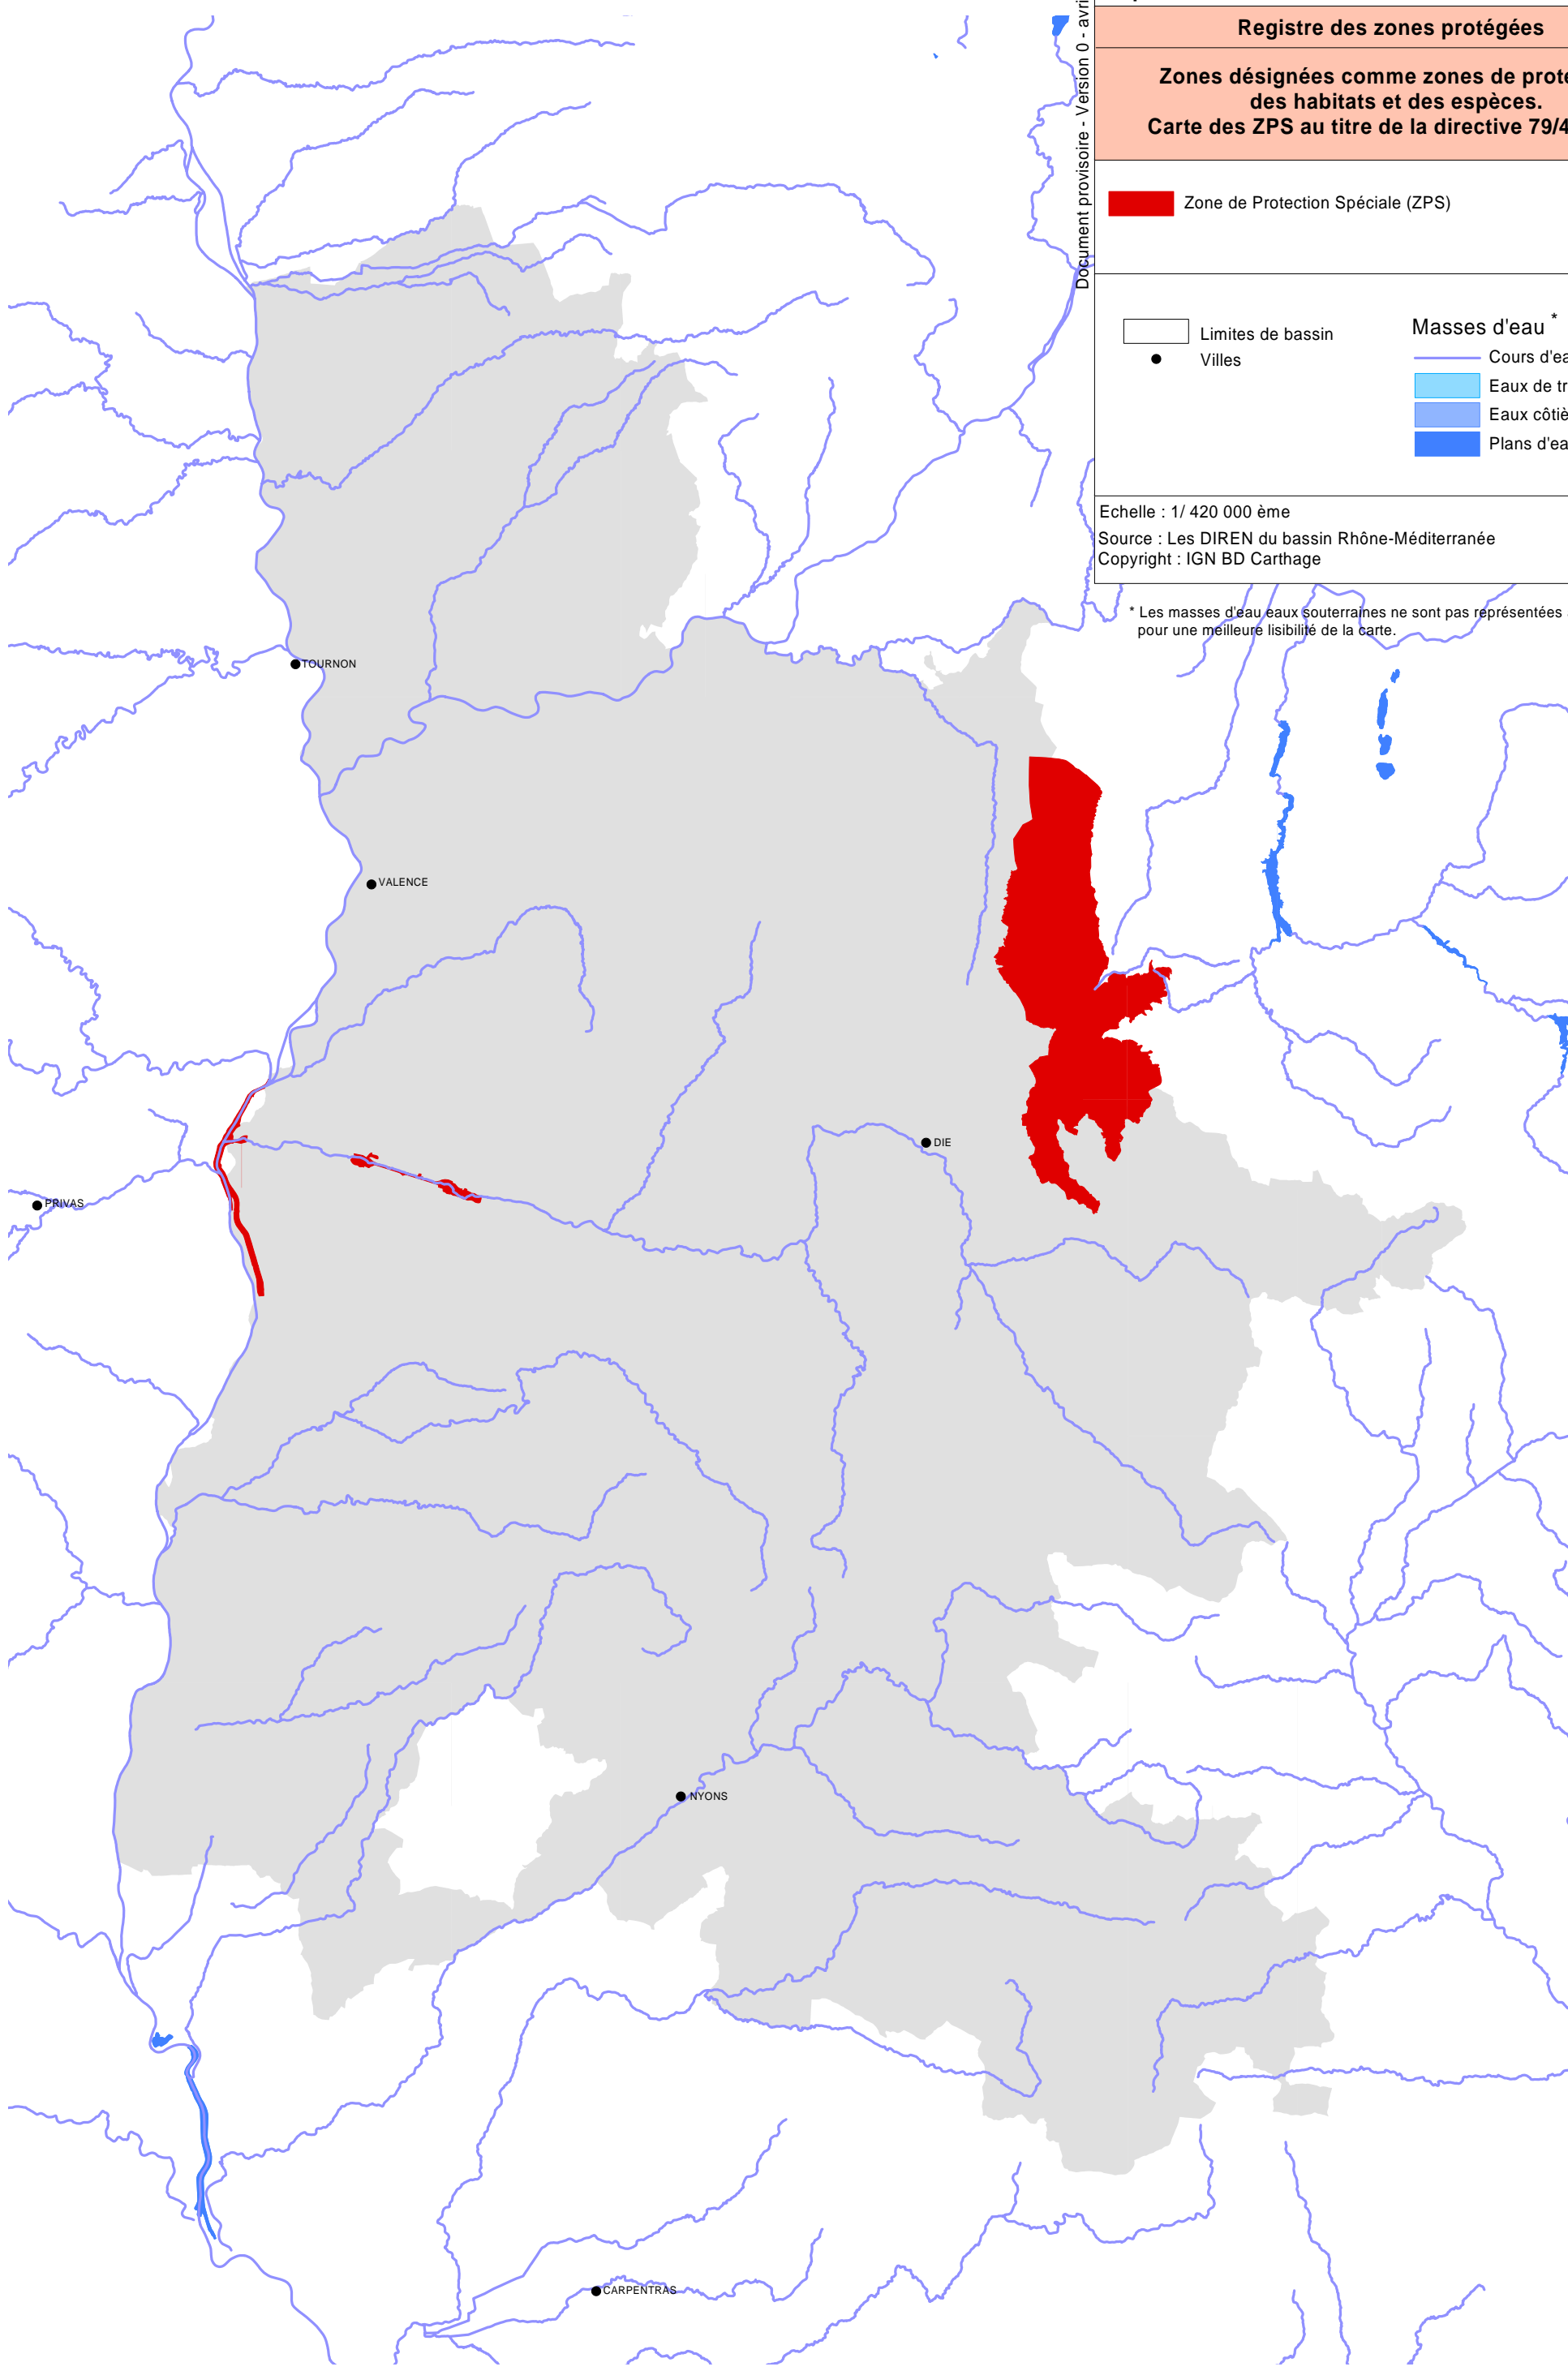 Document provisoire - Version 0 - avri
Registre des zones protégées
Zones désignées comme zones de proté
des habitats et des espèces.
Carte des ZPS au titre de la directive 79/4
Zone de Protection Spéciale (ZPS)
Limites de bassin
Villes
Masses d'eau *
Cours d'ea
Eaux de tr
Eaux côtiè
Plans d'ea
Echelle : 1/ 420 000 ème
Source : Les DIREN du bassin Rhône-Méditerranée
Copyright : IGN BD Carthage
* Les masses d'eau eaux souterraines ne sont pas représentées
pour une meilleure lisibilité de la carte.
TOURNON
VALENCE
DIE
PRIVAS
NYONS
CARPENTRAS